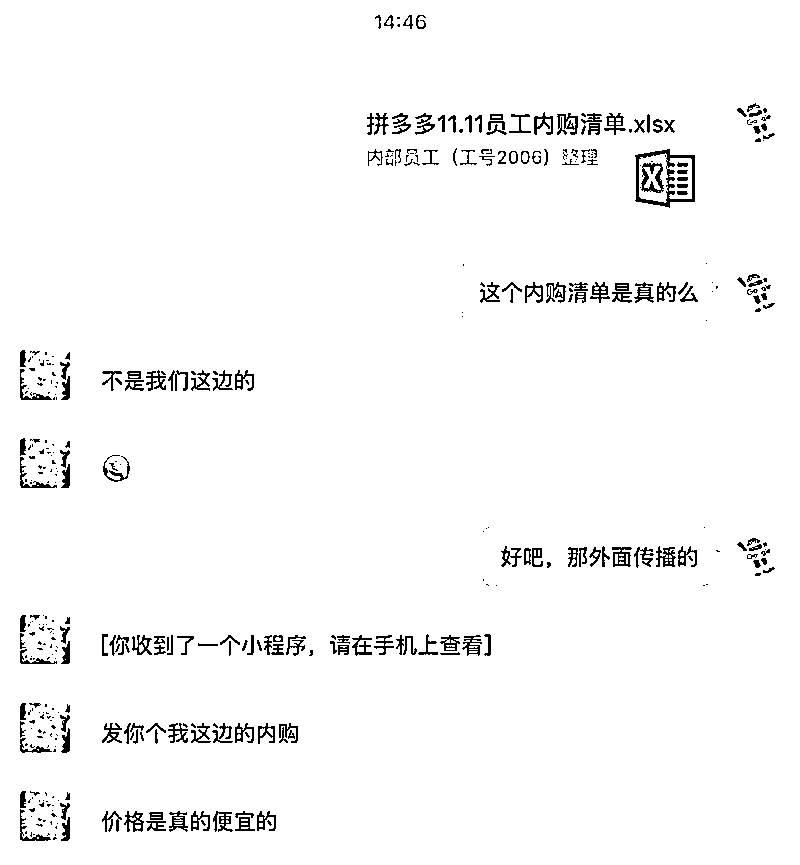 14:46
拼多多11.11员工内购清单.xlsx
内部员工（工号2006）整理
这个内购清单是真的么
不是我们这边的
好吧，那外面传播的
[你收到了一个小程序，请在手机上查看]
发你个我这边的内购
价格是真的便宜的